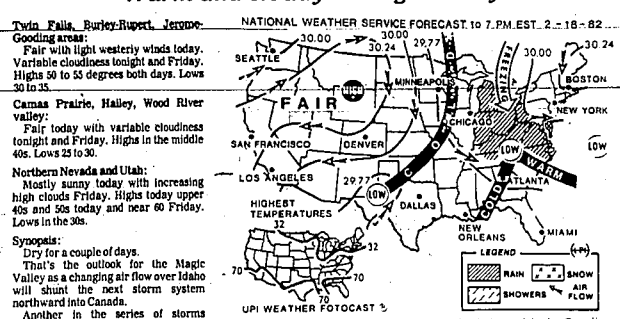 Twin Falls, Burley-Rupert, Jerome-
Gooding areas:
Fair with light westerly winds today.
Variable cloudiness tonight and Friday.
Highs 50 to 55 degrees both days. Lows
30 to 35.
Camas Prairie, Hailey, Wood River
valley:
Fair today with variable cloudiness
tonight and Friday. Highs in the middle
40s. Lows 25 to 30.
Northern Nevada and Utah:
Mostly sunny today with increasing
high clouds Friday. Highs today upper
40s and 50s today and near 60 Friday.
Lows in the 30s.
Synopsis:
Dry for a couple of days.
That's the outlook for the Magic
Valley as a changing air flow over Idaho
will shunt the next storm system
northward into Canada.
Another in the series of storms
NATIONAL WEATHER SERVICE FORECAST to 7 P.M. EST 2 - 18 - 82
30.00
30.24
30.00
29.77
30.00
30.24
SEATTLE
MINNEAPOLIS
COLD
FREEZING
BOSTON
HIGH
FAIR
NEW YORK
CHICAGO
SAN FRANCISCO
DENVER
LOW
LOW
WARM
LOS ANGELES
29.77
LOW
COLD
ATLANTA
DALLAS
HIGHEST
TEMPERATURES
32
32
70
70
70
NEW
ORLEANS
MIAMI
LEGEND
RAIN
SNOW
SHOWERS
AIR
FLOW
UPI WEATHER FOTOCAST